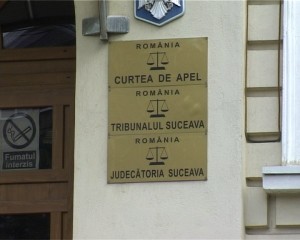 ROMÂNIA
CURTEA DE APEL
ROMÂNIA
TRIBUNALUL SUCEAVA
ROMÂNIA
JUDECĂTORIA SUCEAVA
Fumatul
interzis